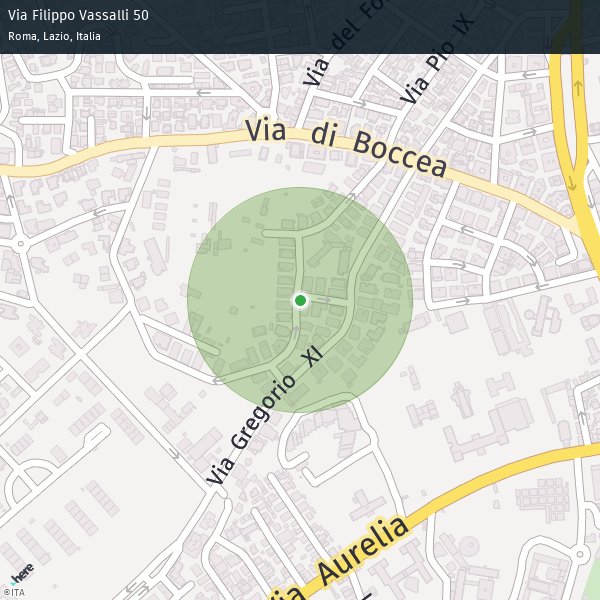 Via Filippo Vassalli 50
Roma, Lazio, Italia
Via del Fo
Via Pio IX
Via di Boccea
Via Gregorio XI
Via Aurelia
here
©ITA